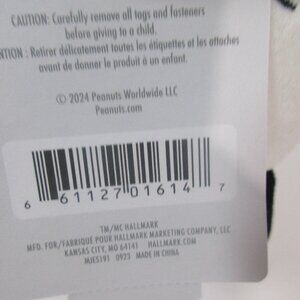 CAUTION: Carefully remove all tags and fasteners
before giving to a child.
: Retirer délicatement toutes les étiquettes et les attaches
avant de donner le produit à un enfant.
© 2024 Peanuts Worldwide LLC
Peanuts.com
6 61127 01614 7
TM/MC HALLMARK
MFD. FOR/FABRIQUÉ POUR HALLMARK MARKETING COMPANY, LLC
KANSAS CITY, MO 64141 HALLMARK.COM
MJE5191 0923 MADE IN CHINA